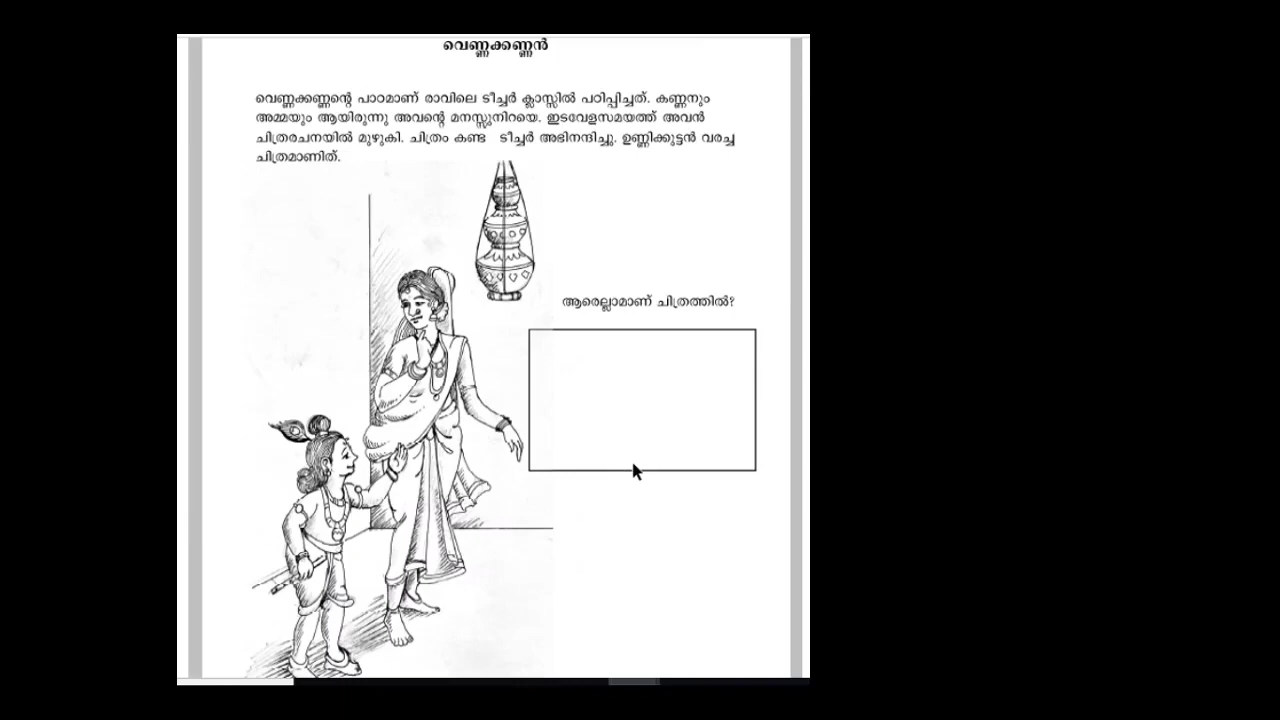 വെണ്ണക്കണ്ണൻ
വെണ്ണക്കണ്ണന്റെ പാഠമാണ് രാവിലെ ടീച്ചർ ക്ലാസ്സിൽ പഠിപ്പിച്ചത്. കണ്ണനും
അമ്മയും ആയിരുന്നു അവന്റെ മനസ്സുനിറയെ. ഇടവേളസമയത്ത് അവൻ
ചിത്രരചനയിൽ മുഴുകി. ചിത്രം കണ്ട ടീച്ചർ അഭിനന്ദിച്ചു. ഉണ്ണിക്കുട്ടൻ വരച്ച
ചിത്രമാണിത്.
ആരെല്ലാമാണ് ചിത്രത്തിൽ?